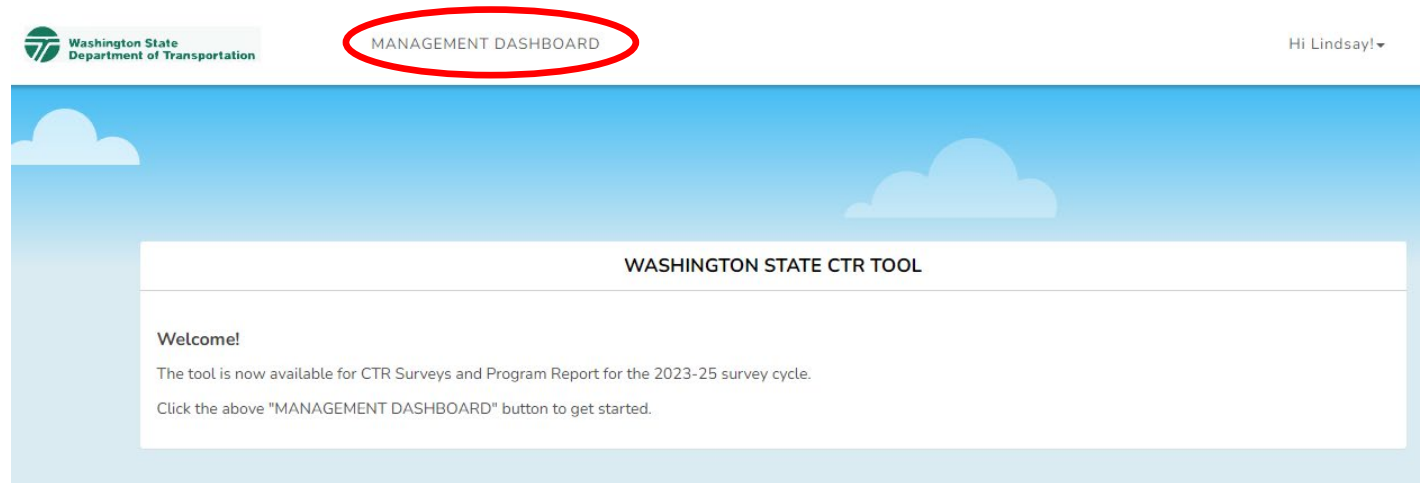 Washington State
Department of Transportation
MANAGEMENT DASHBOARD
Hi Lindsay!
WASHINGTON STATE CTR TOOL
Welcome!
The tool is now available for CTR Surveys and Program Report for the 2023-25 survey cycle.
Click the above "MANAGEMENT DASHBOARD" button to get started.